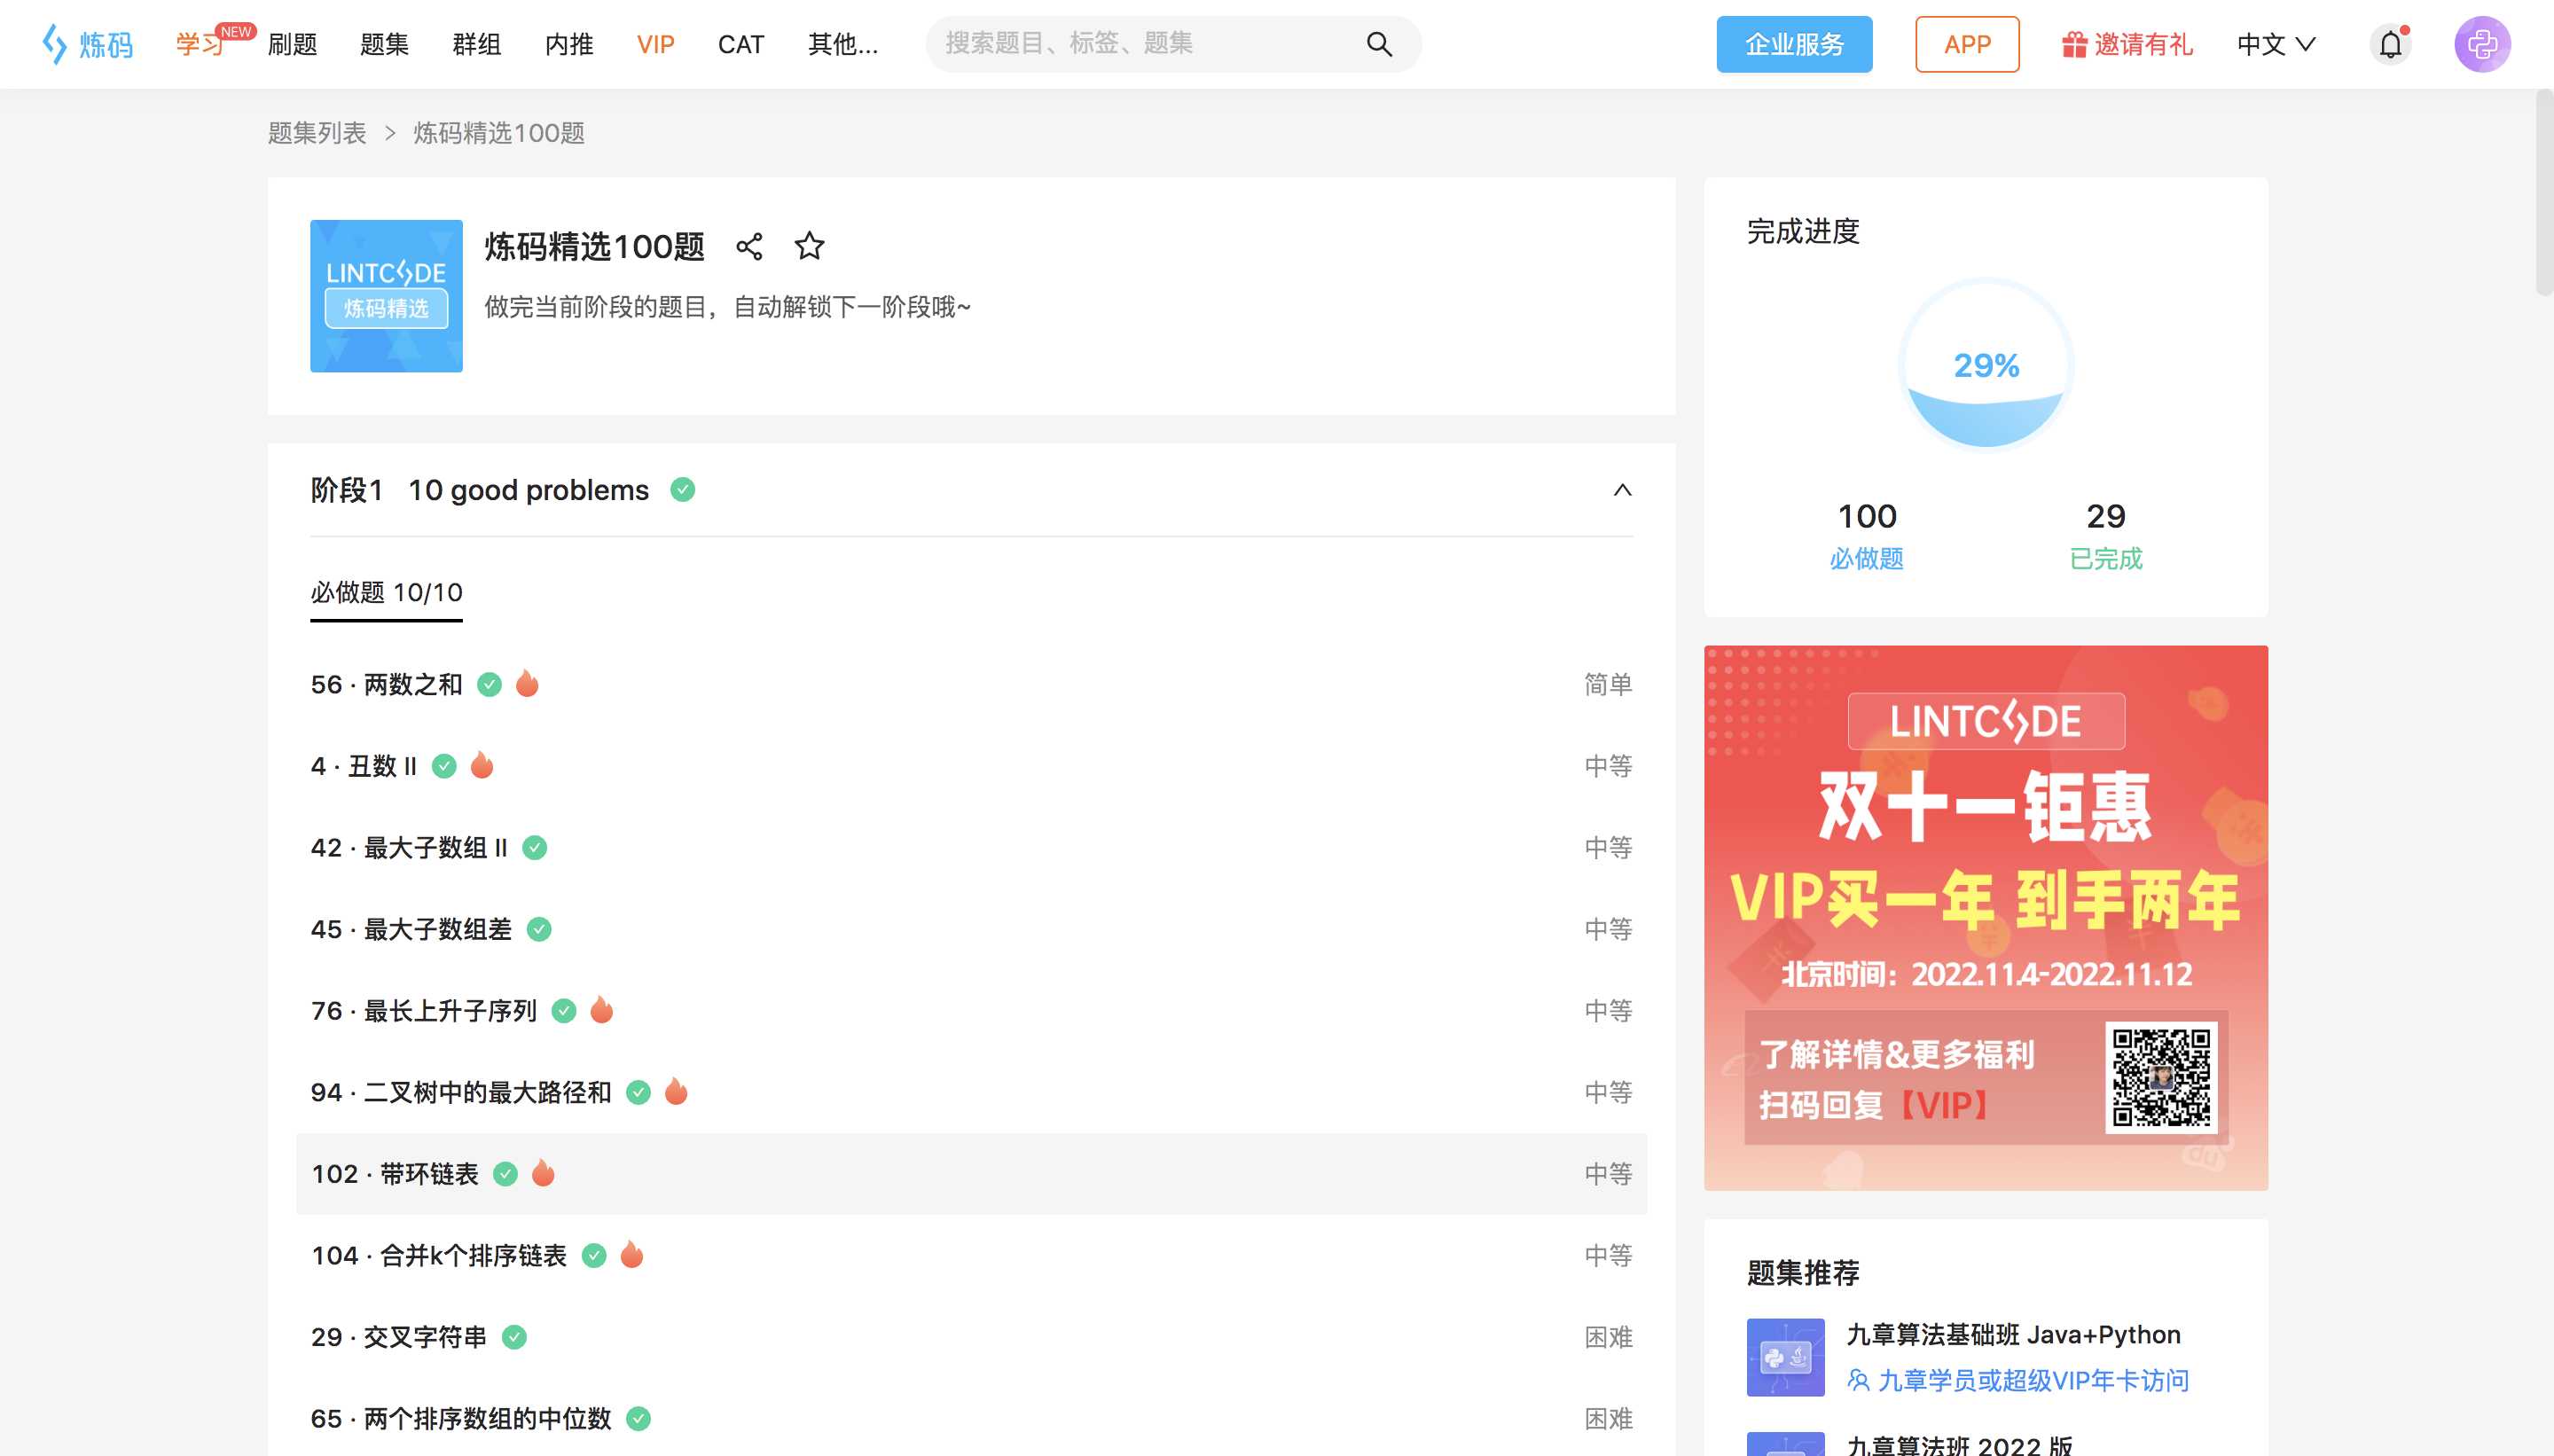 炼码
学习 NEW
刷题
题集
群组
内推
VIP
CAT
其他...
搜索题目、标签、题集
企业服务
APP
邀请有礼
中文
题集列表 > 炼码精选100题
LINTCODE
炼码精选
炼码精选100题
做完当前阶段的题目，自动解锁下一阶段哦~
阶段1 10 good problems
必做题 10/10
56 · 两数之和 简单
4 · 丑数 II 中等
42 · 最大子数组 II 中等
45 · 最大子数组差 中等
76 · 最长上升子序列 中等
94 · 二叉树中的最大路径和 中等
102 · 带环链表 中等
104 · 合并k个排序链表 中等
29 · 交叉字符串 困难
65 · 两个排序数组的中位数 困难
完成进度
29%
100 29
必做题 已完成
LINTCODE
双十一钜惠
VIP买一年 到手两年
北京时间：2022.11.4-2022.11.12
了解详情&更多福利
扫码回复【VIP】
题集推荐
九章算法基础班 Java+Python
九章学员或超级VIP年卡访问
九章算法班 2022 版